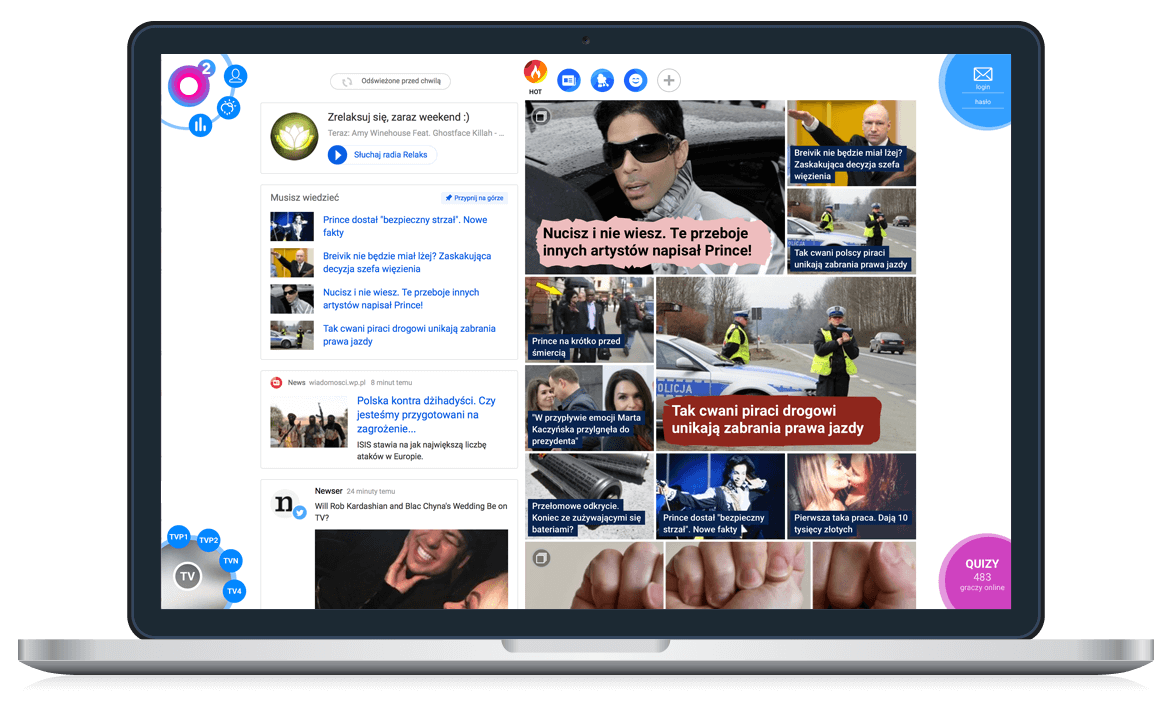 2
Odświeżone przed chwilą
HOT
login
hasło
Zrelaksuj się, zaraz weekend :)
Teraz: Amy Winehouse Feat. Ghostface Killah - ...
Słuchaj radia Relaks
Musisz wiedzieć
Przypnij na górze
Prince dostał "bezpieczny strzał". Nowe
fakty
Breivik nie będzie miał lżej? Zaskakująca
decyzja szefa więzienia
Nucisz i nie wiesz. Te przeboje innych
artystów napisał Prince!
Tak cwani piraci drogowi unikają zabrania
prawa jazdy
News wiadomosci.wp.pl 8 minut temu
Polska kontra dżihadyści. Czy
jesteśmy przygotowani na
zagrożenie...
ISIS stawia na jak największą liczbę
ataków w Europie.
n
Newser 24 minuty temu
Will Rob Kardashian and Blac Chyna's Wedding Be on
TV?
Nucisz i nie wiesz. Te przeboje
innych artystów napisał Prince!
Breivik nie będzie miał lżej?
Zaskakująca decyzja szefa
więzienia
Tak cwani polscy piraci
unikają zabrania prawa jazdy
Prince na krótko przed
śmiercią
POLICJA
Tak cwani piraci drogowi
unikają zabrania prawa jazdy
"W przypływie emocji Marta
Kaczyńska przylgnęła do
prezydenta"
Przełomowe odkrycie.
Koniec ze zużywającymi się
bateriami?
Prince dostał "bezpieczny
strzał". Nowe fakty
Pierwsza taka praca. Dają 10
tysięcy złotych
TVP1
TVP2
TVN
TV4
TV
QUIZY
483
graczy online